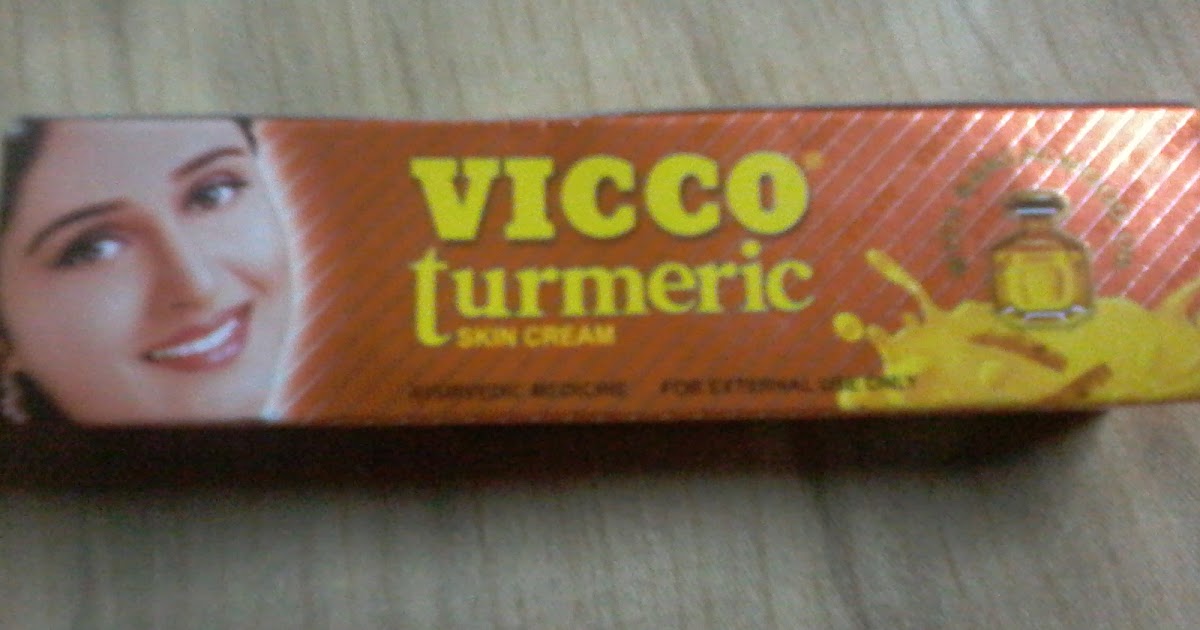 VICCO®
turmeric
SKIN CREAM
AYURVEDIC MEDICINE FOR EXTERNAL USE ONLY